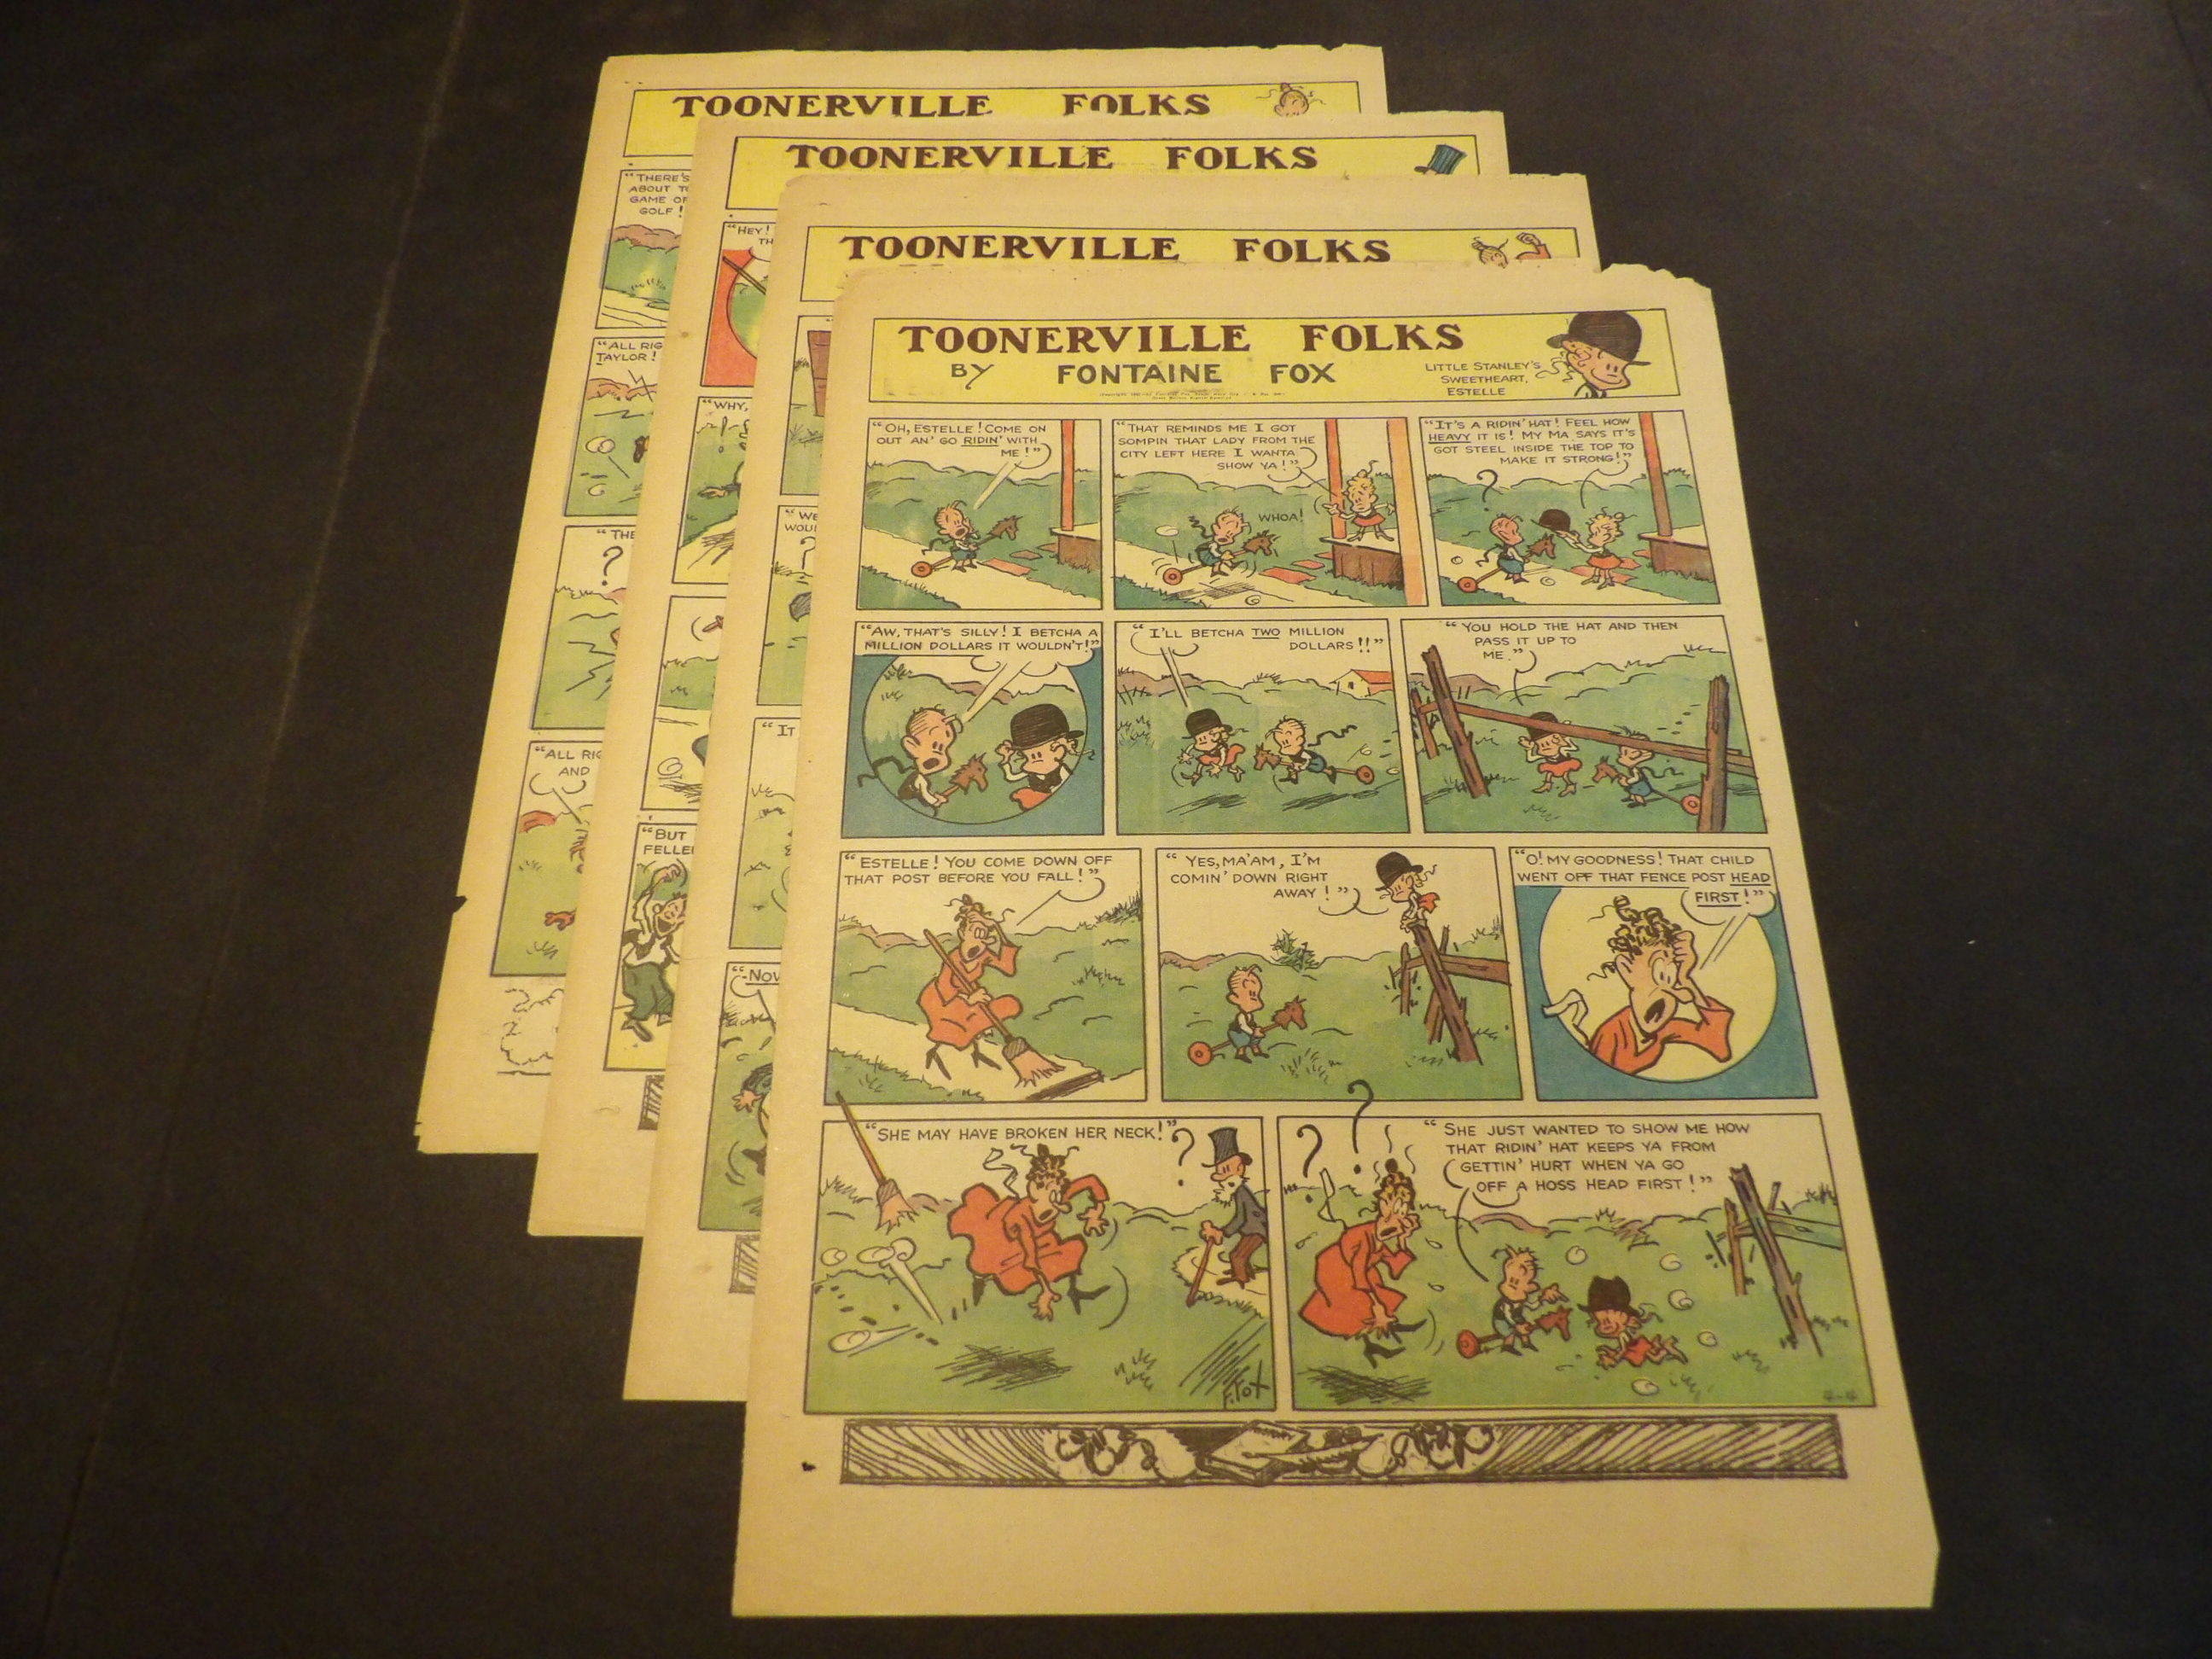 TOONERVILLE FOLKS
"THERE'S
ABOUT
GAME OF
GOLF!
"ALL
TAYLOR!
"THE
?
"ALL
AND
TOONERVILLE FOLKS
"HEY!
"WHY,
"BUT
TOONERVILLE FOLKS
"WE
?
"IT
"NOW
TOONERVILLE FOLKS
BY FONTAINE FOX
LITTLE STANLEY'S
SWEETHEART,
ESTELLE
"OH, ESTELLE! COME ON
OUT AN' GO RIDIN' WITH
ME!"
"THAT REMINDS ME I GOT
SOMPIN THAT LADY FROM THE
CITY LEFT HERE I WANTA
SHOW YA!"
WHOA!
"IT'S A RIDIN' HAT! FEEL HOW
HEAVY IT IS! MY MA SAYS IT'S
GOT STEEL INSIDE THE TOP TO
MAKE IT STRONG!"
?
"AW, THAT'S SILLY! I BETCHA A
MILLION DOLLARS IT WOULDN'T!"
"I'LL BETCHA TWO MILLION
DOLLARS!!"
"YOU HOLD THE HAT AND THEN
PASS IT UP TO
ME."
"ESTELLE! YOU COME DOWN OFF
THAT POST BEFORE YOU FALL!"
"YES, MA'AM, I'M
COMIN' DOWN RIGHT
AWAY!"
"O! MY GOODNESS! THAT CHILD
WENT OFF THAT FENCE POST HEAD
FIRST!"
"SHE MAY HAVE BROKEN HER NECK!"
?
F. FOX
? ?
"SHE JUST WANTED TO SHOW ME HOW
THAT RIDIN' HAT KEEPS YA FROM
GETTIN' HURT WHEN YA GO
OFF A HOSS HEAD FIRST!"
4-4